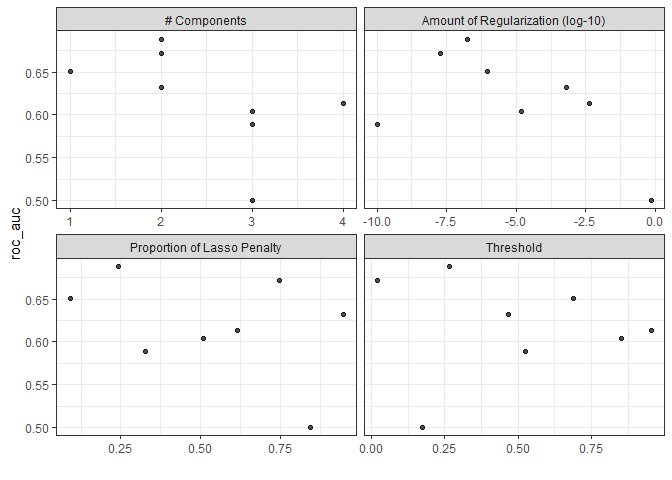 # Components
Amount of Regularization (log-10)
0.65
0.60
0.55
0.50
1 2 3 4
-10.0 -7.5 -5.0 -2.5 0.0
roc_auc
Proportion of Lasso Penalty
Threshold
0.65
0.60
0.55
0.50
0.25 0.50 0.75
0.00 0.25 0.50 0.75